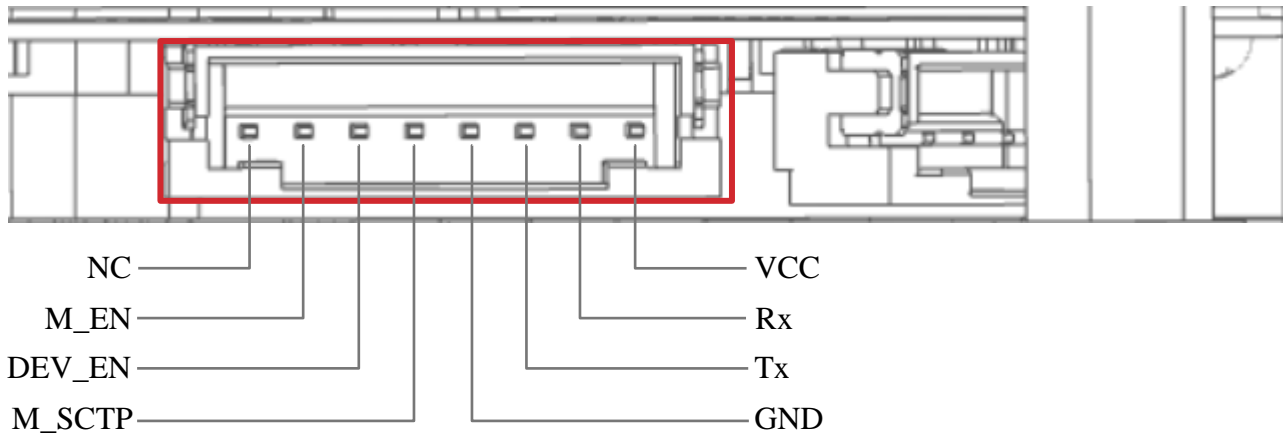 NC
VCC
M_EN
Rx
DEV_EN
Tx
M_SCTP
GND